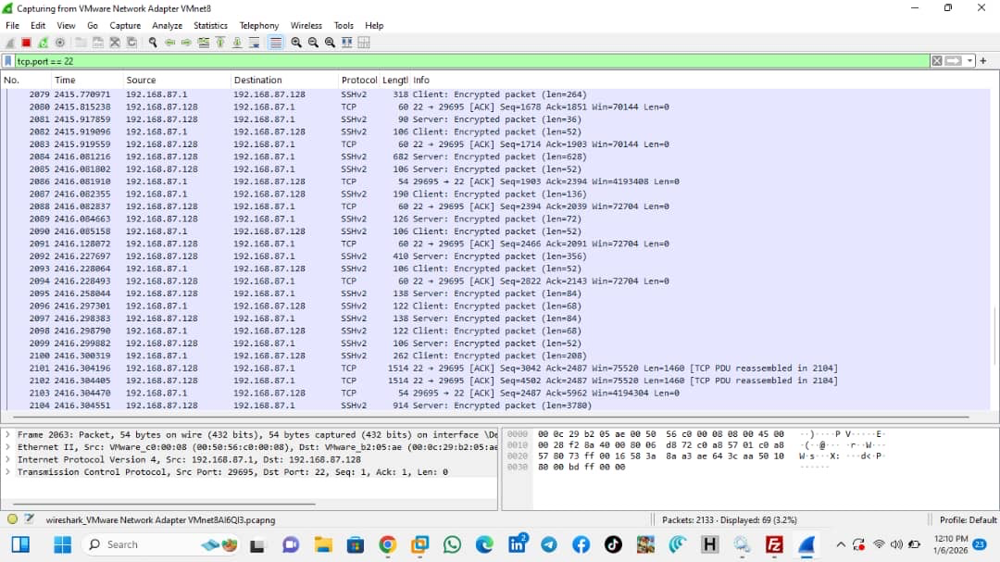 Capturing from VMware Network Adapter VMnet8
File Edit View Go Capture Analyze Statistics Telephony Wireless Tools Help
tcp.port == 22
No. Time Source Destination Protocol Lengtl Info
2079 2415.770971 192.168.87.1 192.168.87.128 SSHv2 318 Client: Encrypted packet (len=264)
2080 2415.815238 192.168.87.128 192.168.87.1 TCP 60 22 → 29695 [ACK] Seq=1678 Ack=1851 Win=70144 Len=0
2081 2415.917859 192.168.87.128 192.168.87.1 SSHv2 90 Server: Encrypted packet (len=36)
2082 2415.919096 192.168.87.1 192.168.87.128 SSHv2 106 Client: Encrypted packet (len=52)
2083 2415.919559 192.168.87.128 192.168.87.1 TCP 60 22 → 29695 [ACK] Seq=1714 Ack=1903 Win=70144 Len=0
2084 2416.081216 192.168.87.128 192.168.87.1 SSHv2 682 Server: Encrypted packet (len=628)
2085 2416.081802 192.168.87.128 192.168.87.1 SSHv2 106 Server: Encrypted packet (len=52)
2086 2416.081910 192.168.87.1 192.168.87.128 TCP 54 29695 → 22 [ACK] Seq=1903 Ack=2394 Win=4193408 Len=0
2087 2416.082355 192.168.87.1 192.168.87.128 SSHv2 190 Client: Encrypted packet (len=136)
2088 2416.082837 192.168.87.128 192.168.87.1 TCP 60 22 → 29695 [ACK] Seq=2394 Ack=2039 Win=72704 Len=0
2089 2416.084663 192.168.87.128 192.168.87.1 SSHv2 126 Server: Encrypted packet (len=72)
2090 2416.085158 192.168.87.1 192.168.87.128 SSHv2 106 Client: Encrypted packet (len=52)
2091 2416.128072 192.168.87.128 192.168.87.1 TCP 60 22 → 29695 [ACK] Seq=2466 Ack=2091 Win=72704 Len=0
2092 2416.227697 192.168.87.128 192.168.87.1 SSHv2 410 Server: Encrypted packet (len=356)
2093 2416.228064 192.168.87.1 192.168.87.128 SSHv2 106 Client: Encrypted packet (len=52)
2094 2416.228493 192.168.87.128 192.168.87.1 TCP 60 22 → 29695 [ACK] Seq=2822 Ack=2143 Win=72704 Len=0
2095 2416.258044 192.168.87.128 192.168.87.1 SSHv2 138 Server: Encrypted packet (len=84)
2096 2416.297301 192.168.87.1 192.168.87.128 SSHv2 122 Client: Encrypted packet (len=68)
2097 2416.298383 192.168.87.128 192.168.87.1 SSHv2 138 Server: Encrypted packet (len=84)
2098 2416.298790 192.168.87.1 192.168.87.128 SSHv2 122 Client: Encrypted packet (len=68)
2099 2416.299882 192.168.87.128 192.168.87.1 SSHv2 106 Server: Encrypted packet (len=52)
2100 2416.300319 192.168.87.1 192.168.87.128 SSHv2 262 Client: Encrypted packet (len=208)
2101 2416.304196 192.168.87.128 192.168.87.1 TCP 1514 22 → 29695 [ACK] Seq=3042 Ack=2487 Win=75520 Len=1460 [TCP PDU reassembled in 2104]
2102 2416.304405 192.168.87.128 192.168.87.1 TCP 1514 22 → 29695 [ACK] Seq=4502 Ack=2487 Win=75520 Len=1460 [TCP PDU reassembled in 2104]
2103 2416.304470 192.168.87.1 192.168.87.128 TCP 54 29695 → 22 [ACK] Seq=2487 Ack=5962 Win=4194304 Len=0
2104 2416.304551 192.168.87.128 192.168.87.1 SSHv2 914 Server: Encrypted packet (len=3780)
Frame 2063: Packet, 54 bytes on wire (432 bits), 54 bytes captured (432 bits) on interface \De
Ethernet II, Src: VMware_c0:00:08 (00:50:56:c0:00:08), Dst: VMware_b2:05:ae (00:0c:29:b2:05:ae
Internet Protocol Version 4, Src: 192.168.87.1, Dst: 192.168.87.128
Transmission Control Protocol, Src Port: 29695, Dst Port: 22, Seq: 1, Ack: 1, Len: 0
0000 00 0c 29 b2 05 ae 00 50 56 c0 00 08 08 00 45 00 ··)····P V·····E·
0010 00 28 f2 8a 40 00 80 06 d8 72 c0 a8 57 01 c0 a8 ·(··@··· ·r··W···
0020 57 80 73 ff 00 16 58 3a 8a a3 ae 64 3c aa 50 10 W·s···X: ···d<·P·
0030 80 00 bd ff 00 00 ······
wireshark_VMware Network Adapter VMnet8AI6QI3.pcapng Packets: 2133 · Displayed: 69 (3.2%) Profile: Default
Search 2 12:10 PM
1/6/2026 23